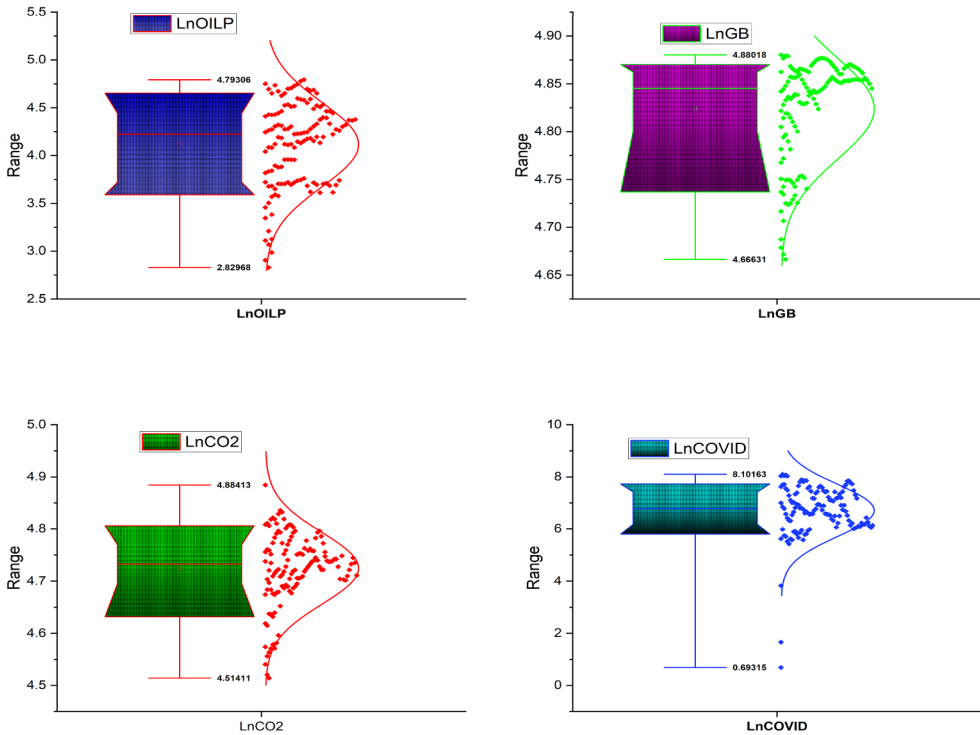 LnOILP
Range
5.5
5.0
4.5
4.0
3.5
3.0
2.5
4.79306
2.82968
LnOILP
LnGB
Range
4.90
4.85
4.80
4.75
4.70
4.65
4.88018
4.66631
LnGB
LnCO2
Range
5.0
4.9
4.8
4.7
4.6
4.5
4.88413
4.51411
LnCO2
LnCOVID
Range
10
8
6
4
2
0
8.10163
0.69315
LnCOVID